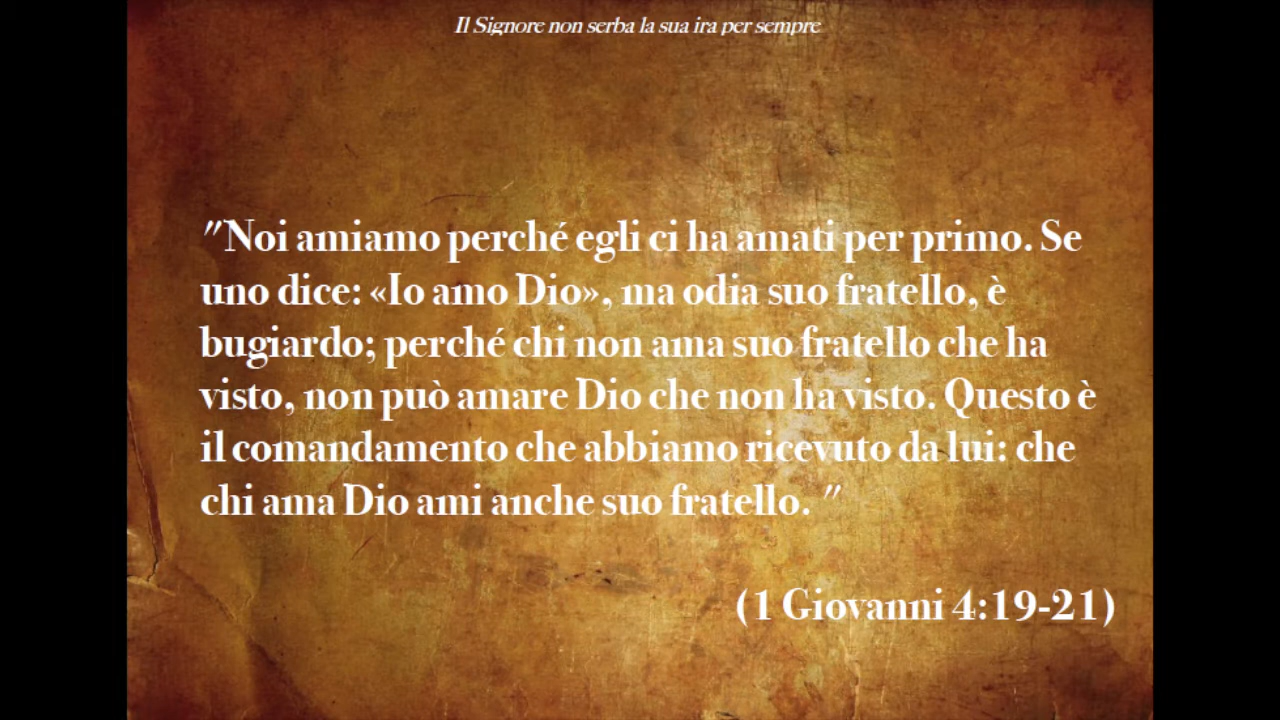 Il Signore non serba la sua ira per sempre
"Noi amiamo perché egli ci ha amati per primo. Se
uno dice: «Io amo Dio», ma odia suo fratello, è
bugiardo; perché chi non ama suo fratello che ha
visto, non può amare Dio che non ha visto. Questo è
il comandamento che abbiamo ricevuto da lui: che
chi ama Dio ami anche suo fratello. "
(1 Giovanni 4:19-21)